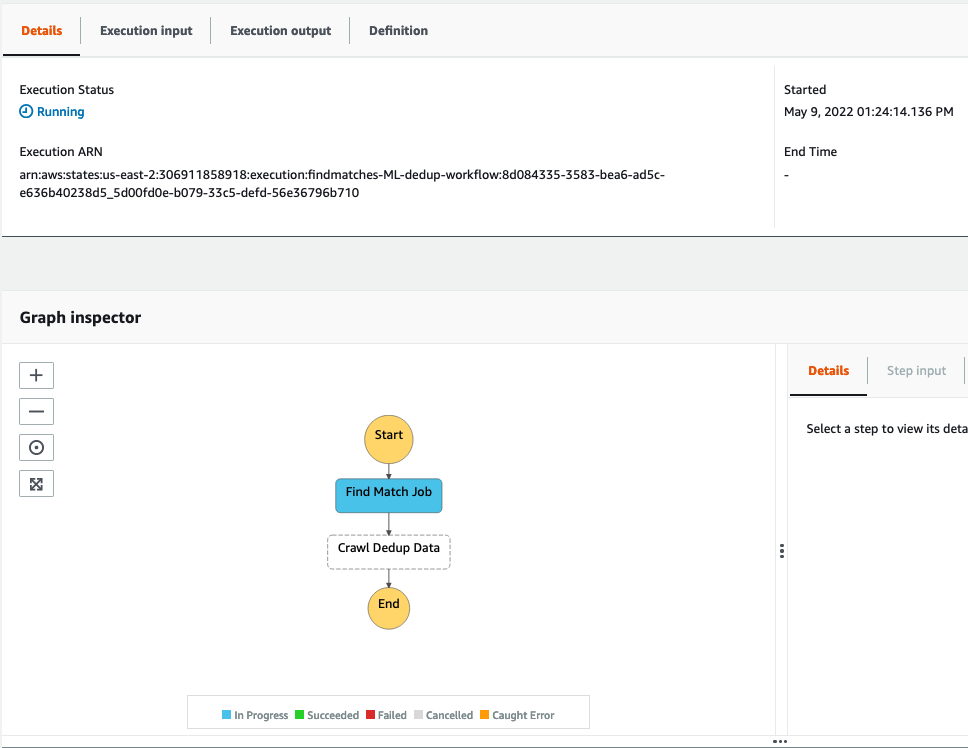 Details
Execution input
Execution output
Definition
Execution Status
Running
Execution ARN
arn:aws:states:us-east-2:306911858918:execution:findmatches-ML-dedup-workflow:8d084335-3583-bea6-ad5c-
e636b40238d5_5d00fd0e-b079-33c5-defd-56e36796b710
Started
May 9, 2022 01:24:14.136 PM
End Time
-
Graph inspector
Start
Find Match Job
Crawl Dedup Data
End
In Progress
Succeeded
Failed
Cancelled
Caught Error
Details
Step input
Select a step to view its deta